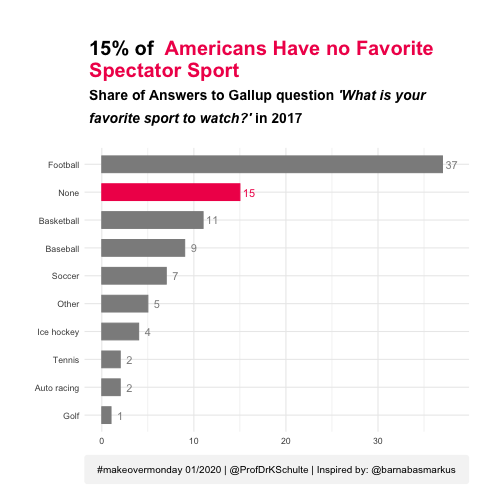 15% of Americans Have no Favorite
Spectator Sport
Share of Answers to Gallup question 'What is your
favorite sport to watch?' in 2017
Football 37
None 15
Basketball 11
Baseball 9
Soccer 7
Other 5
Ice hockey 4
Tennis 2
Auto racing 2
Golf 1
0 10 20 30
#makeovermonday 01/2020 | @ProfDrKSchulte | Inspired by: @barnabasmarkus